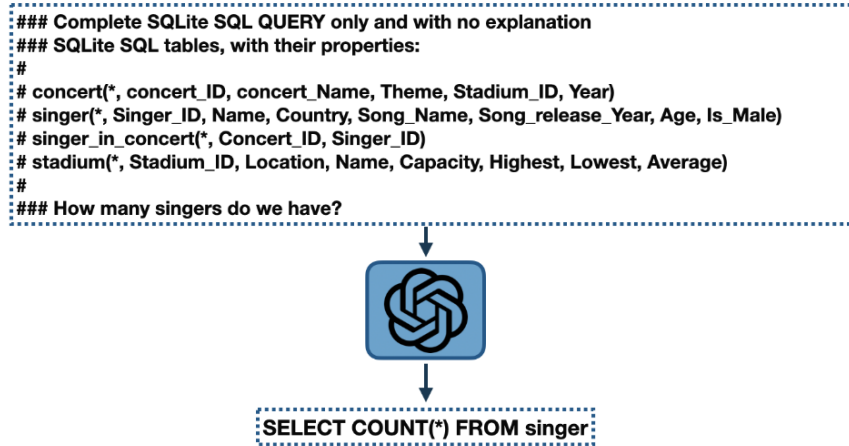 ### Complete SQLite SQL QUERY only and with no explanation
### SQLite SQL tables, with their properties:
#
# concert(*, concert_ID, concert_Name, Theme, Stadium_ID, Year)
# singer(*, Singer_ID, Name, Country, Song_Name, Song_release_Year, Age, Is_Male)
# singer_in_concert(*, Concert_ID, Singer_ID)
# stadium(*, Stadium_ID, Location, Name, Capacity, Highest, Lowest, Average)
#
### How many singers do we have?
SELECT COUNT(*) FROM singer